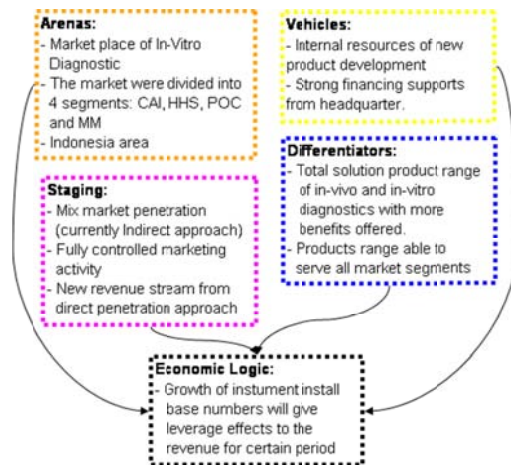 Arenas:
- Market place of In-Vitro
Diagnostic
- The market were divided into
4 segments: CAI, HHS, POC
and MM
- Indonesia area
Vehicles:
- Internal resources of new
product development
- Strong financing supports
from headquarter.
Staging:
- Mix market penetration
(currently Indirect approach)
- Fully controlled marketing
activity
- New revenue stream from
direct penetration approach
Differentiators:
- Total solution product range
of in-vivo and in-vitro
diagnostics with more
benefits offered.
- Products range able to
serve all market segments
Economic Logic:
- Growth of instument install
base numbers will give
leverage effects to the
revenue for certain period